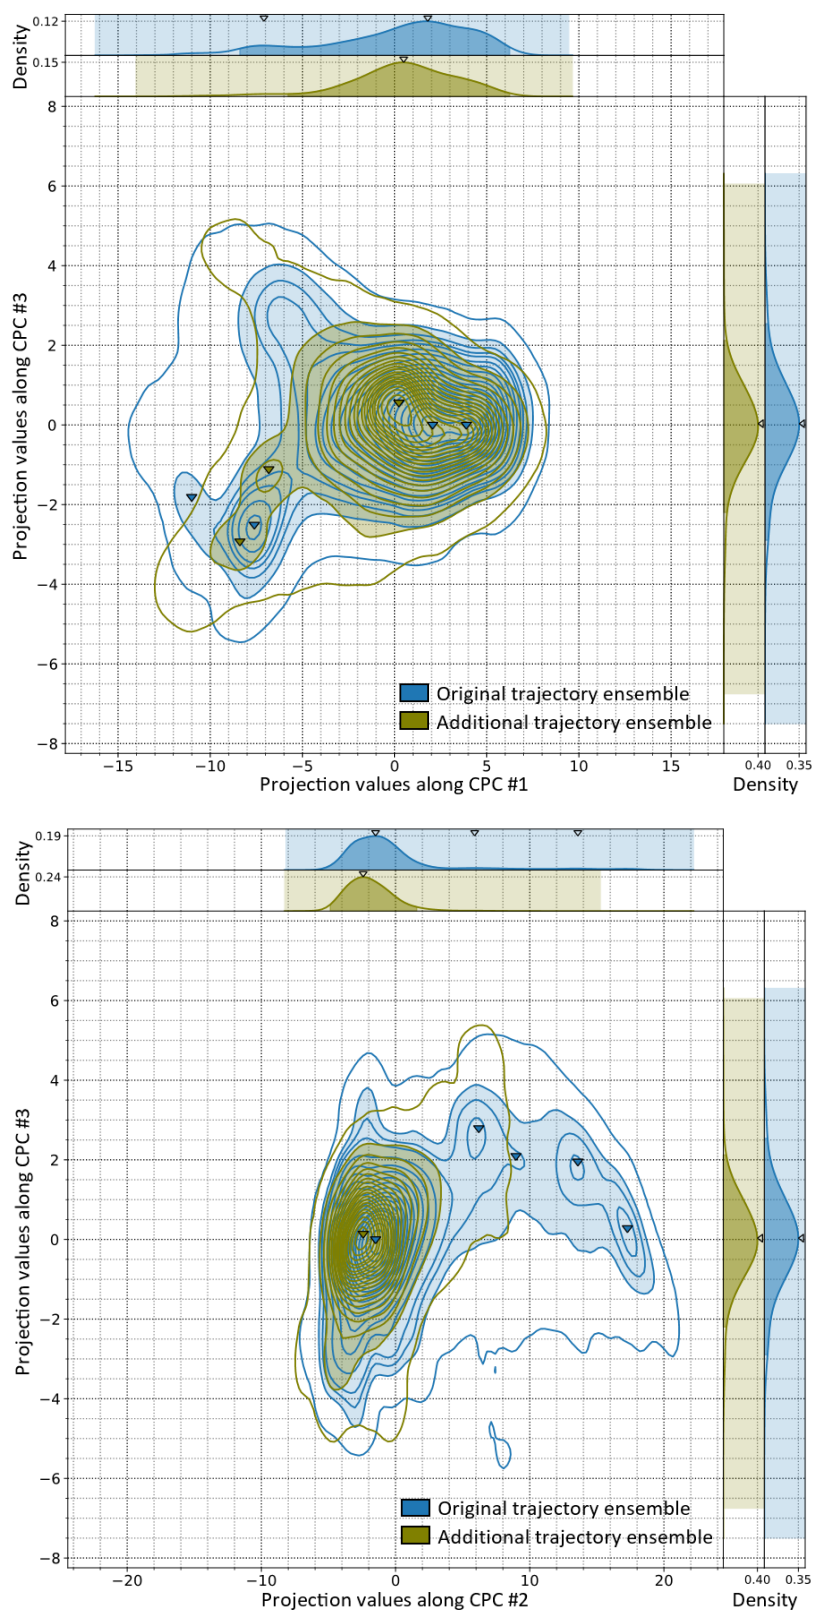 Density
0.12
0.15
8
6
4
2
0
−2
−4
−6
−8
Projection values along CPC #3
Original trajectory ensemble
Additional trajectory ensemble
−15 −10 −5 0 5 10 15 0.40 0.35
Projection values along CPC #1 Density
Density
0.19
0.24
8
6
4
2
0
−2
−4
−6
−8
Projection values along CPC #3
Original trajectory ensemble
Additional trajectory ensemble
−20 −10 0 10 20 0.40 0.35
Projection values along CPC #2 Density